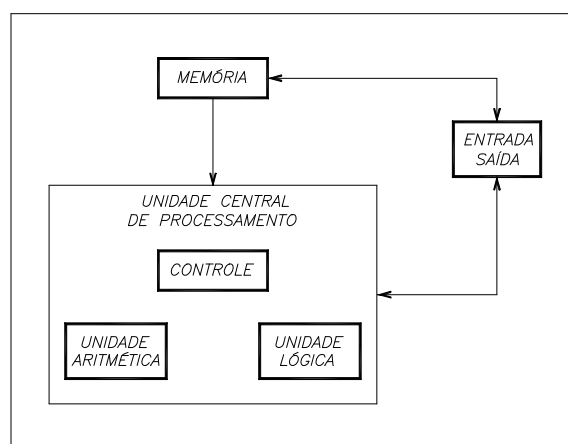 MEMÓRIA
ENTRADA
SAÍDA
UNIDADE CENTRAL
DE PROCESSAMENTO
CONTROLE
UNIDADE
ARITMÉTICA
UNIDADE
LÓGICA